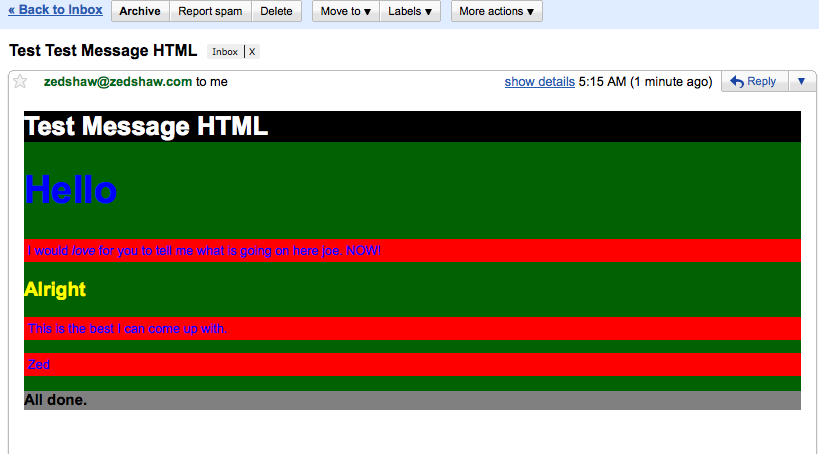 « Back to Inbox Archive Report spam Delete Move to ▼ Labels ▼ More actions ▼
Test Test Message HTML Inbox | X
zedshaw@zedshaw.com to me show details 5:15 AM (1 minute ago) Reply ▼
Test Message HTML
Hello
I would love for you to tell me what is going on here joe. NOW!
Alright
This is the best I can come up with.
Zed
All done.